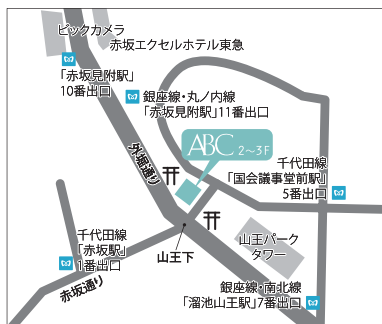 ビックカメラ
赤坂エクセルホテル東急
「赤坂見附駅」
10番出口
銀座線・丸ノ内線
「赤坂見附駅」11番出口
外堀通り
ABC 2～3F
千代田線
「国会議事堂前駅」
5番出口
千代田線
「赤坂駅」
1番出口
山王下
山王パーク
タワー
赤坂通り
銀座線・南北線
「溜池山王駅」7番出口